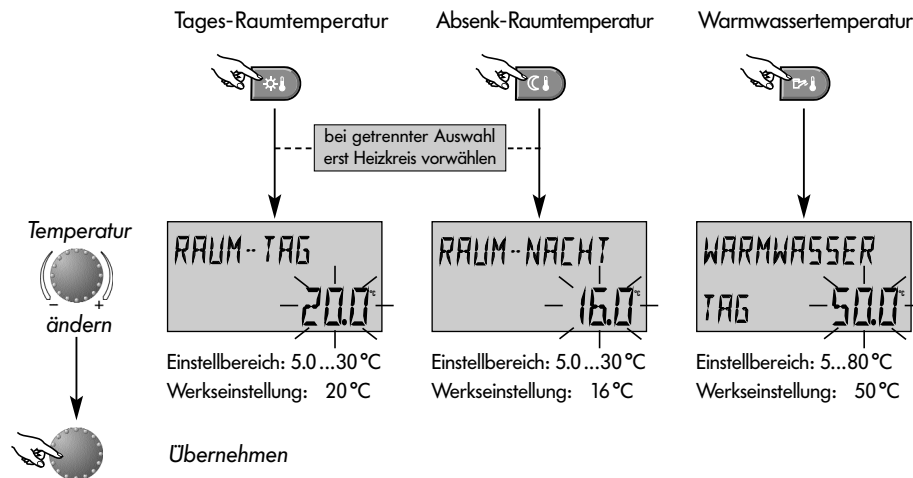 Tages-Raumtemperatur
Absenk-Raumtemperatur
Warmwassertemperatur
bei getrennter Auswahl
erst Heizkreis vorwählen
Temperatur
- +
ändern
RAUM-TAG
20.0 °C
RAUM-NACHT
16.0 °C
WARMWASSER
TAG 50.0 °C
Einstellbereich: 5.0 ...30 °C
Werkseinstellung: 20 °C
Einstellbereich: 5.0 ...30 °C
Werkseinstellung: 16 °C
Einstellbereich: 5...80 °C
Werkseinstellung: 50 °C
Übernehmen